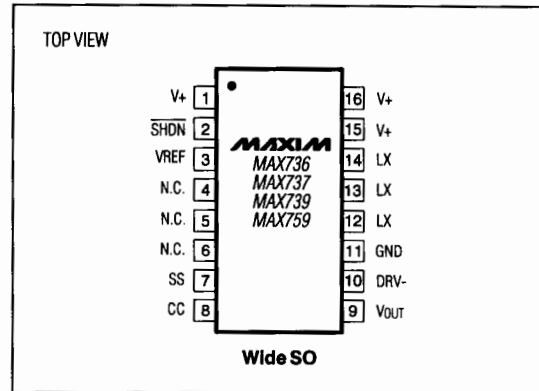 TOP VIEW
V+ 1
SHDN 2
VREF 3
N.C. 4
N.C. 5
N.C. 6
SS 7
CC 8
MAXIM
MAX736
MAX737
MAX739
MAX759
16 V+
15 V+
14 LX
13 LX
12 LX
11 GND
10 DRV-
9 VOUT
Wide SO